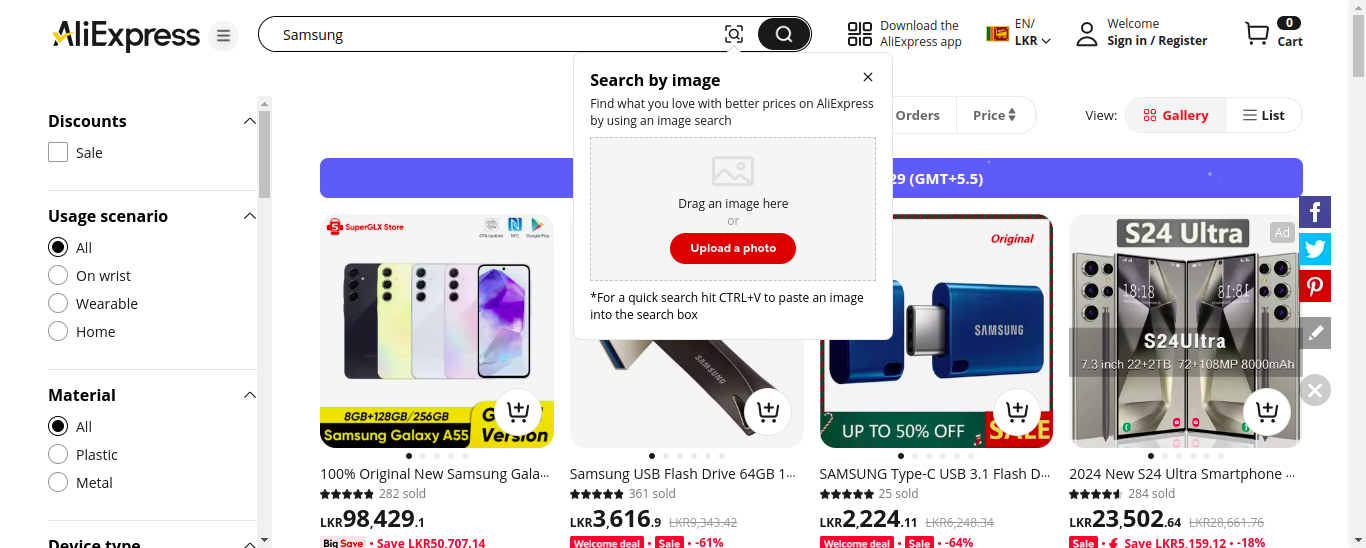 AliExpress
Samsung
Download the
AliExpress app
EN/
LKR
Welcome
Sign in / Register
0
Cart
Search by image
Find what you love with better prices on AliExpress
by using an image search
Drag an image here
or
Upload a photo
*For a quick search hit CTRL+V to paste an image
into the search box
Discounts
Sale
Usage scenario
All
On wrist
Wearable
Home
Material
All
Plastic
Metal
Device type
Orders
Price
View:
Gallery
List
29 (GMT+5.5)
SuperGLX Store
OTA Update
NFC
Google Play
8GB+128GB/256GB
Samsung Galaxy A55
Version
100% Original New Samsung Gala...
282 sold
LKR98,429.1
Big Save
• Save LKR50,707.14
SAMSUNG
Samsung USB Flash Drive 64GB 1...
361 sold
LKR3,616.9
LKR9,343.42
Welcome deal • Sale • -61%
Original
SAMSUNG
UP TO 50% OFF
SALE
SAMSUNG Type-C USB 3.1 Flash D...
25 sold
LKR2,224.11
LKR6,248.34
Welcome deal • Sale • -64%
S24 Ultra
Ad
18:18
18:18
S24Ultra
7.3 inch 22+2TB 72+108MP 8000mAh
2024 New S24 Ultra Smartphone ...
284 sold
LKR23,502.64
LKR28,661.76
Sale • Save LKR5,159.12 • -18%